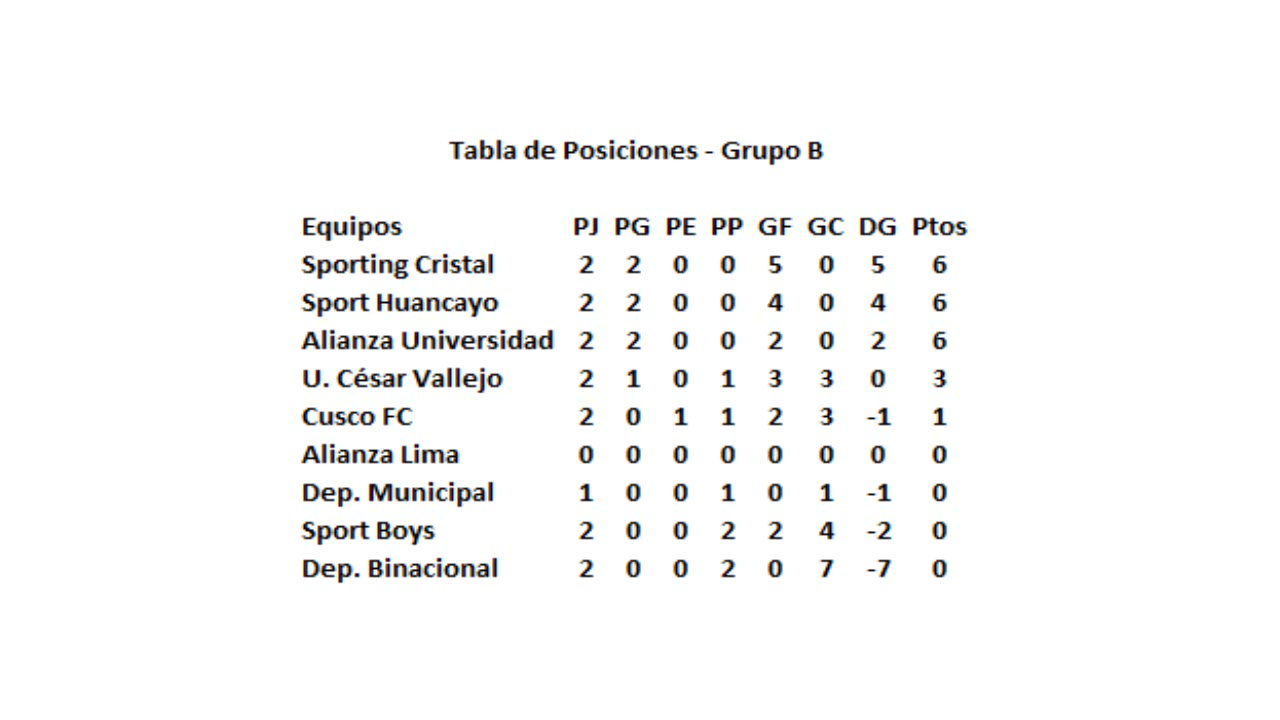 Tabla de Posiciones - Grupo B
Equipos PJ PG PE PP GF GC DG Ptos
Sporting Cristal 2 2 0 0 5 0 5 6
Sport Huancayo 2 2 0 0 4 0 4 6
Alianza Universidad 2 2 0 0 2 0 2 6
U. César Vallejo 2 1 0 1 3 3 0 3
Cusco FC 2 0 1 1 2 3 -1 1
Alianza Lima 0 0 0 0 0 0 0 0
Dep. Municipal 1 0 0 1 0 1 -1 0
Sport Boys 2 0 0 2 2 4 -2 0
Dep. Binacional 2 0 0 2 0 7 -7 0